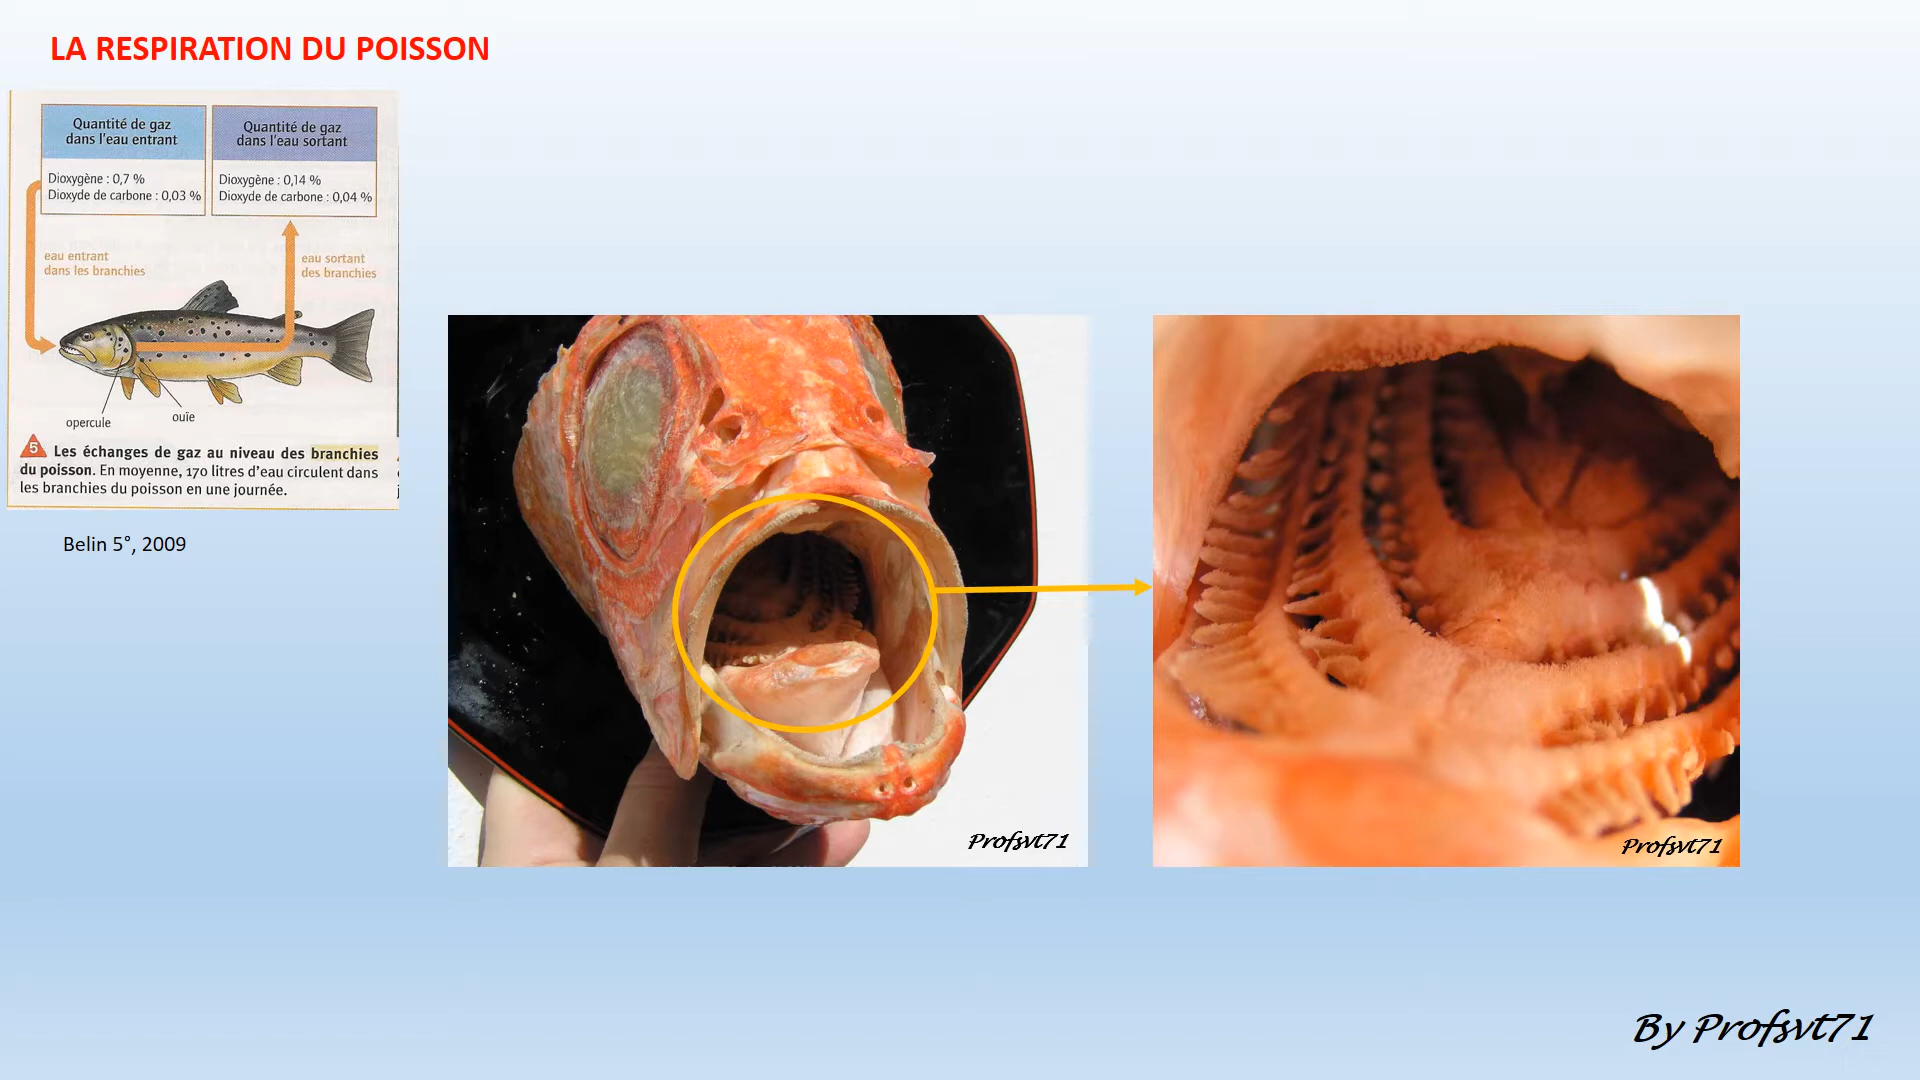 LA RESPIRATION DU POISSON
Quantité de gaz
dans l'eau entrant
Quantité de gaz
dans l'eau sortant
Dioxygène : 0,7 %
Dioxyde de carbone : 0,03 %
Dioxygène : 0,14 %
Dioxyde de carbone : 0,04 %
eau entrant
dans les branchies
eau sortant
des branchies
opercule
ouïe
5 Les échanges de gaz au niveau des branchies
du poisson. En moyenne, 170 litres d'eau circulent dans
les branchies du poisson en une journée.
Belin 5°, 2009
Profsvt71
Profsvt71
By Profsvt71